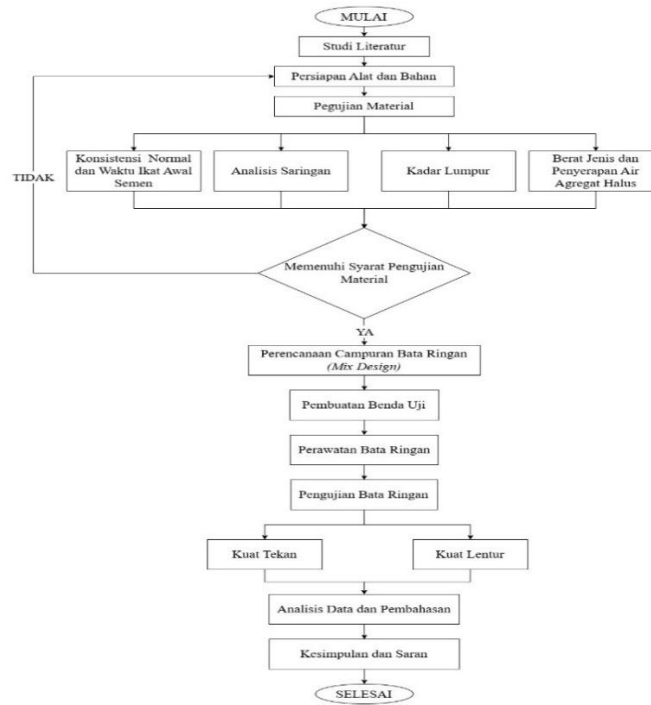 MULAI
Studi Literatur
Persiapan Alat dan Bahan
Pegujian Material
Konsistensi Normal
dan Waktu Ikat Awal
Semen
Analisis Saringan
Kadar Lumpur
Berat Jenis dan
Penyerapan Air
Agregat Halus
TIDAK
Memenuhi Syarat Pengujian
Material
YA
Perencanaan Campuran Bata Ringan
(Mix Design)
Pembuatan Benda Uji
Perawatan Bata Ringan
Pengujian Bata Ringan
Kuat Tekan
Kuat Lentur
Analisis Data dan Pembahasan
Kesimpulan dan Saran
SELESAI